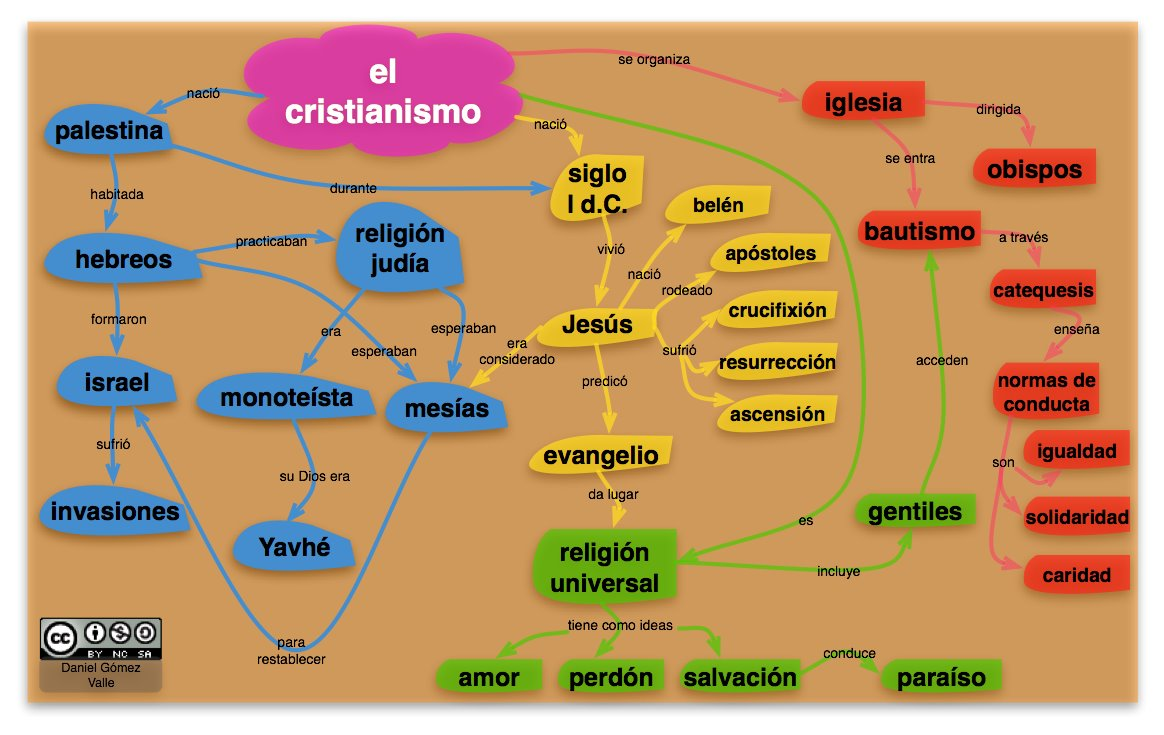 el
cristianismo
nació
palestina
habitada
durante
hebreos
practicaban
religión
judía
formaron
esperaban
era
esperaban
israel
monoteísta
mesías
sufrió
su Dios era
invasiones
Yavhé
para
restablecer
nació
siglo
I d.C.
vivió
Jesús
nació
belén
rodeado
apóstoles
sufrió
crucifixión
resurrección
ascensión
era
considerado
predicó
evangelio
da lugar
es
religión
universal
incluye
gentiles
acceden
tiene como ideas
amor
perdón
salvación
conduce
paraíso
se organiza
iglesia
dirigida
obispos
se entra
bautismo
a través
catequesis
enseña
normas de
conducta
son
igualdad
solidaridad
caridad
cc
BY NC SA
Daniel Gómez
Valle